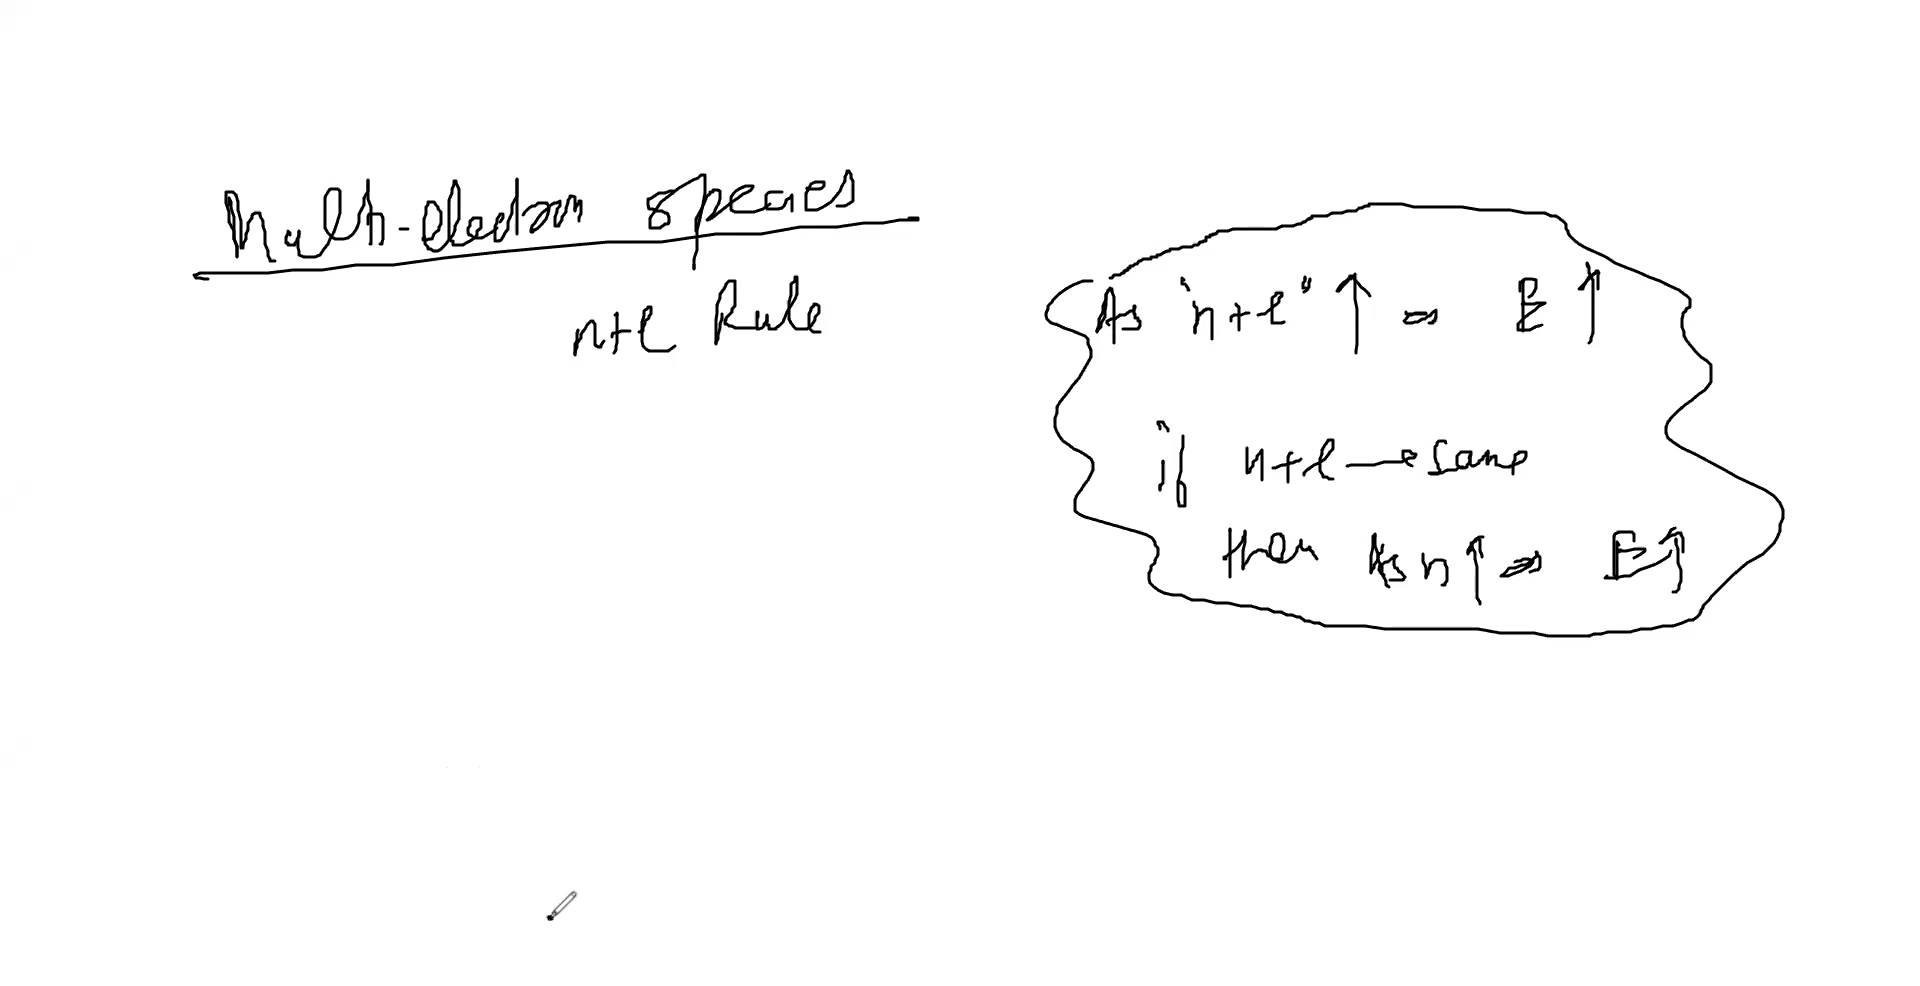 Multi-electron species
n+l Rule
As "n+l" ↑ ⇒ E ↑
"if n+l → same
then As n ↑ ⇒ E ↑